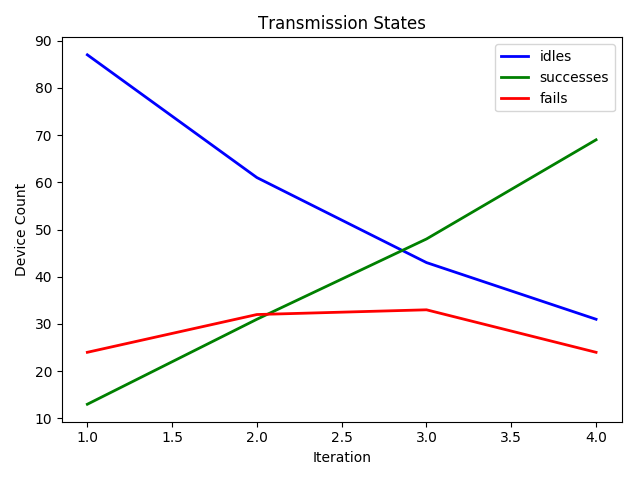 Transmission States
90
80
70
60
50
40
30
20
10
Device Count
idles
successes
fails
1.0 1.5 2.0 2.5 3.0 3.5 4.0
Iteration